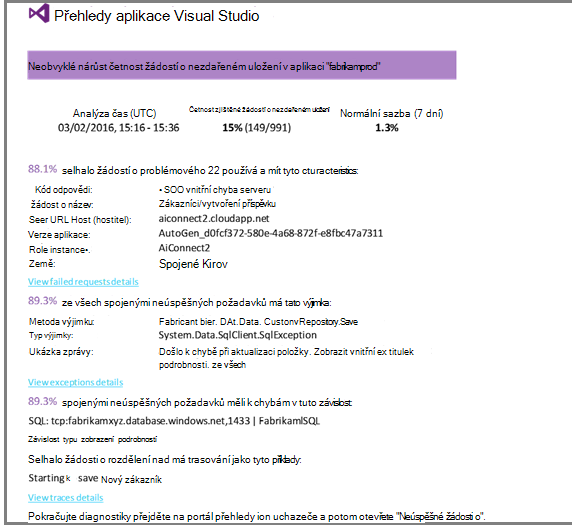 Přehledy aplikace Visual Studio
Neobvyklé nárůst četnost žádostí o nezdařeném uložení v aplikaci "fabrikamprod"
Analýza čas (UTC)
03/02/2016, 15:16 - 15:36
Četnost zjištěné žádostí o nezdařeném uložení
15% (149/991)
Normální sazba (7 dní)
1.3%
88.1% selhalo žádostí o problémového 22 používá a mít tyto cturacteristics:
Kód odpovědi: • SOO vnitřní chyba serveru
žádost o název: Zákazníci/vytvoření příspěvku
Seer URL Host (hostitel): aiconnect2.cloudapp.net
Verze aplikace: AutoGen_d0fcf372-580e-4a68-872f-e8fbc47a7311
Role instance•. AiConnect2
Země: Spojené Kirov
View failed requests details
89.3% ze všech spojenými neúspěšných požadavků má tato výjimka:
Metoda výjimku: Fabricant bier. DAt.Data. CustonvRepository.Save
Typ výjimky: System.Data.SqlClient.SqlException
Ukázka zprávy: Došlo k chybě při aktualizaci položky. Zobrazit vnitřní ex titulek
podrobnosti. ze všech
View exceptions details
89.3% spojenými neúspěšných požadavků měli k chybám v tuto závislost:
SQL: tcp:fabrikamxyz.database.windows.net,1433 | FabrikamlSQL
Závislost typu zobrazení podrobností
Selhalo žádostí o rozdělení nad má trasování jako tyto příklady:
Starting k save Nový zákazník
View traces details
Pokračujte diagnostiky přejděte na portál přehledy ion uchazeče a potom otevřete "Neúspěšné žádosti o".